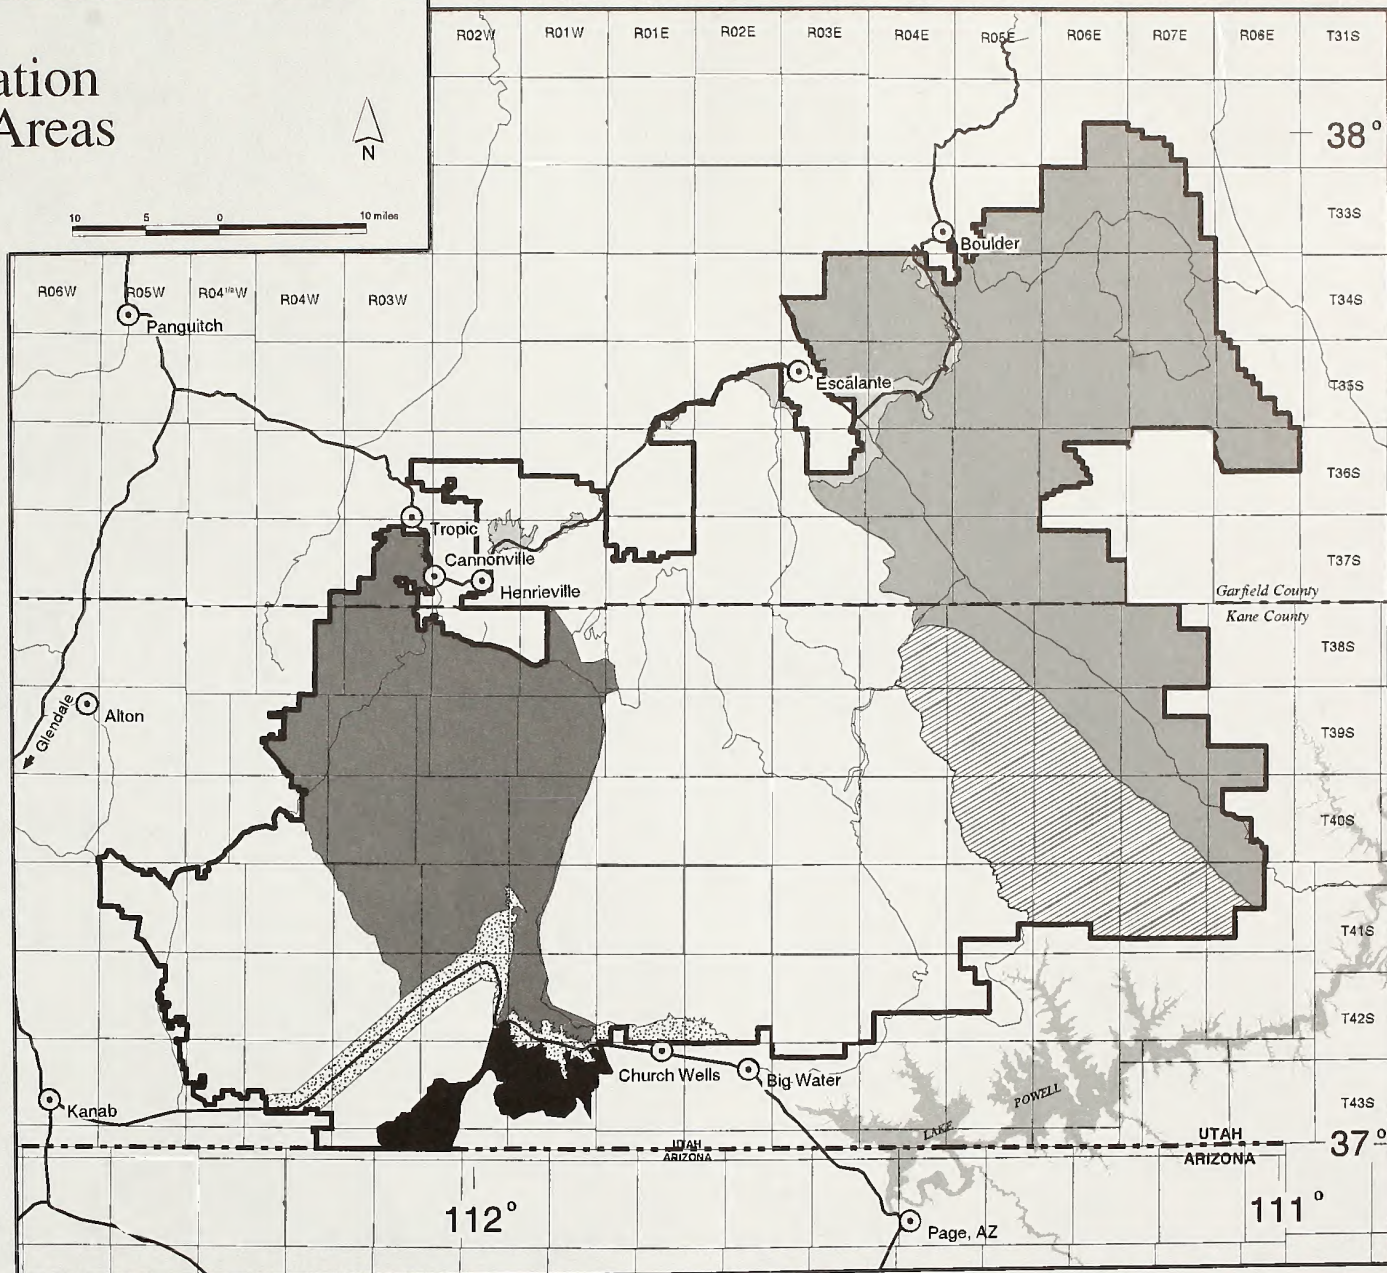 ation
Areas
N
10 5 0 10 miles
R02W R01W R01E R02E R03E R04E R05E R06E R07E R06E T31S
38°
T33S
Boulder
R06W R05W R04¹/²W R04W R03W
T34S
Panguitch
Escalante
T35S
T36S
Tropic
Cannonville
T37S
Henrieville
Garfield County
Kane County
T38S
Glendale
Alton
T39S
T40S
T41S
T42S
Church Wells
Big Water
Kanab
LAKE POWELL
T43S
UTAH
ARIZONA
UTAH
ARIZONA
37°
112°
111°
Page, AZ